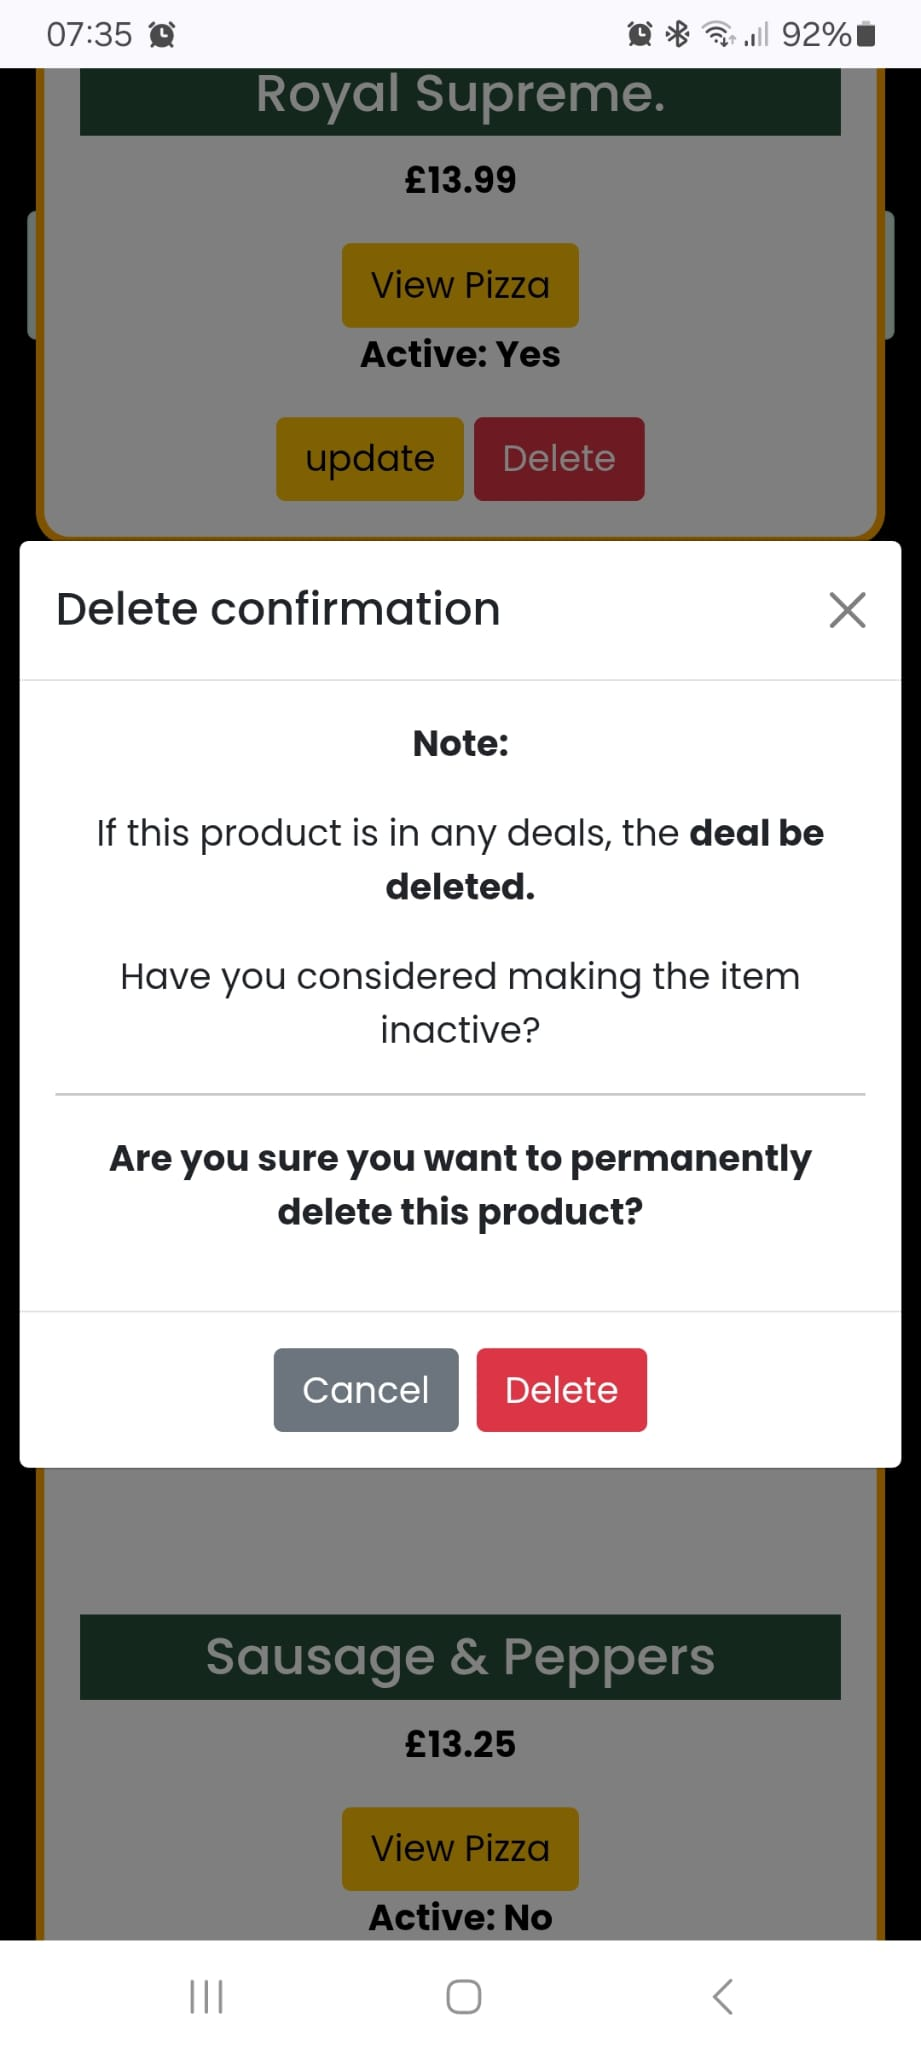 07:35
92%
Royal Supreme.
£13.99
View Pizza
Active: Yes
update Delete
Delete confirmation
Note:
If this product is in any deals, the deal be
deleted.
Have you considered making the item
inactive?
Are you sure you want to permanently
delete this product?
Cancel Delete
Sausage & Peppers
£13.25
View Pizza
Active: No